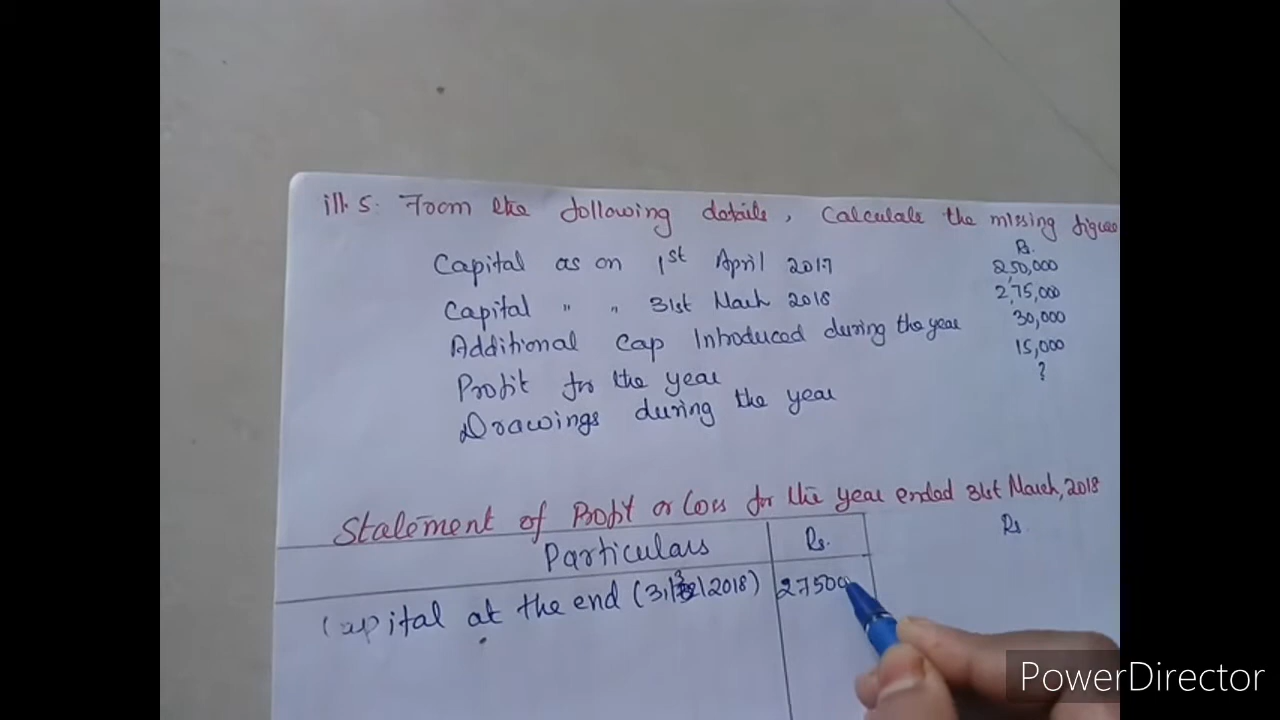 ill. 5. From the following details, Calculate the missing figure
Rs.
Capital as on 1st April 2017 2,50,000
Capital " " 31st March 2018 2,75,000
Additional Cap Introduced during the year 30,000
Profit for the year 15,000
Drawings during the year ?
Statement of Profit or Loss for the year ended 31st March, 2018
Particulars Rs. Rs
Capital at the end (31/3/2018) 275000
PowerDirector